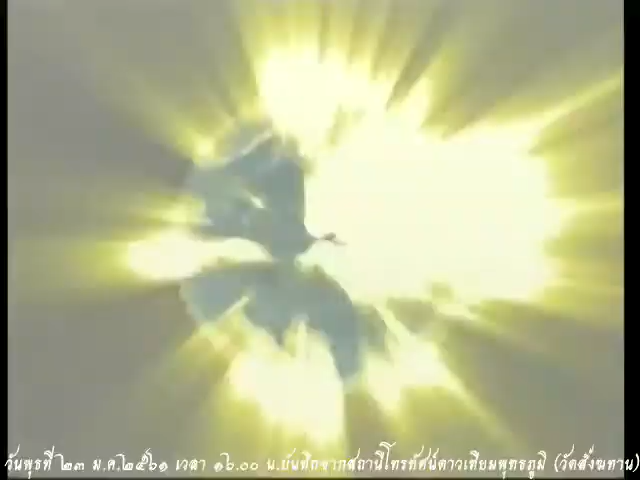 วันพุธที่ ๒๓ ม.ค.๒๕๖๑ เวลา ๑๖.๐๐ น.บันทึกจากสถานีโทรทัศน์ดาวเทียมพุทธภูมิ (วัดสังฆทาน)